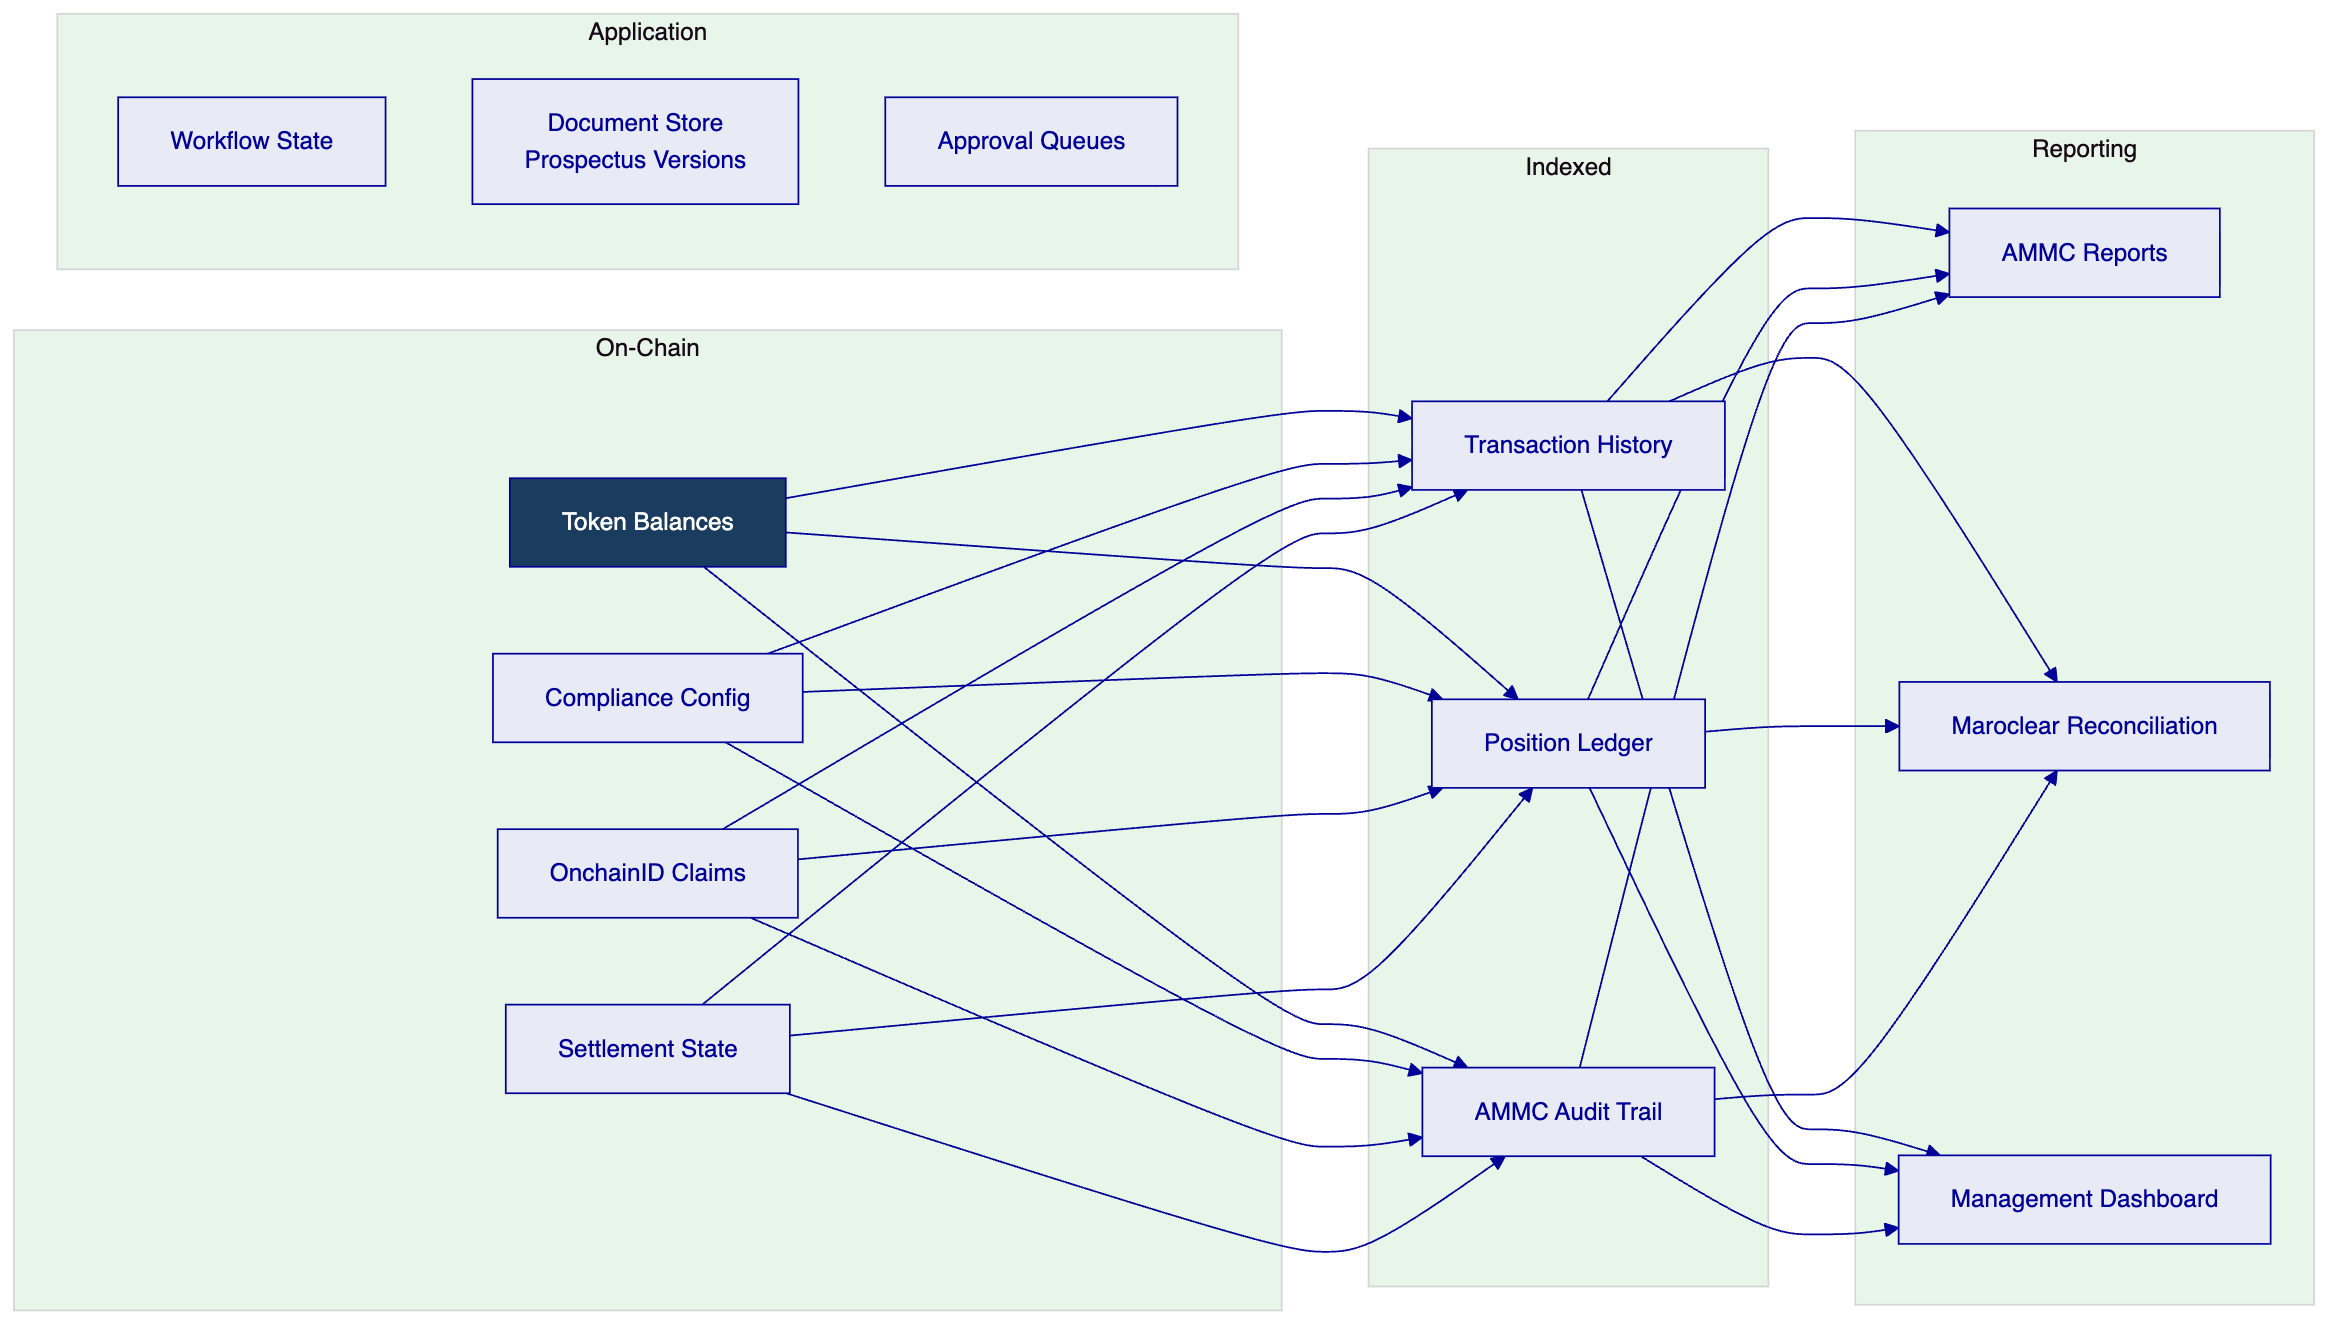 Application
Workflow State
Document Store
Prospectus Versions
Approval Queues
On-Chain
Token Balances
Compliance Config
OnchainID Claims
Settlement State
Indexed
Transaction History
Position Ledger
AMMC Audit Trail
Reporting
AMMC Reports
Maroclear Reconciliation
Management Dashboard